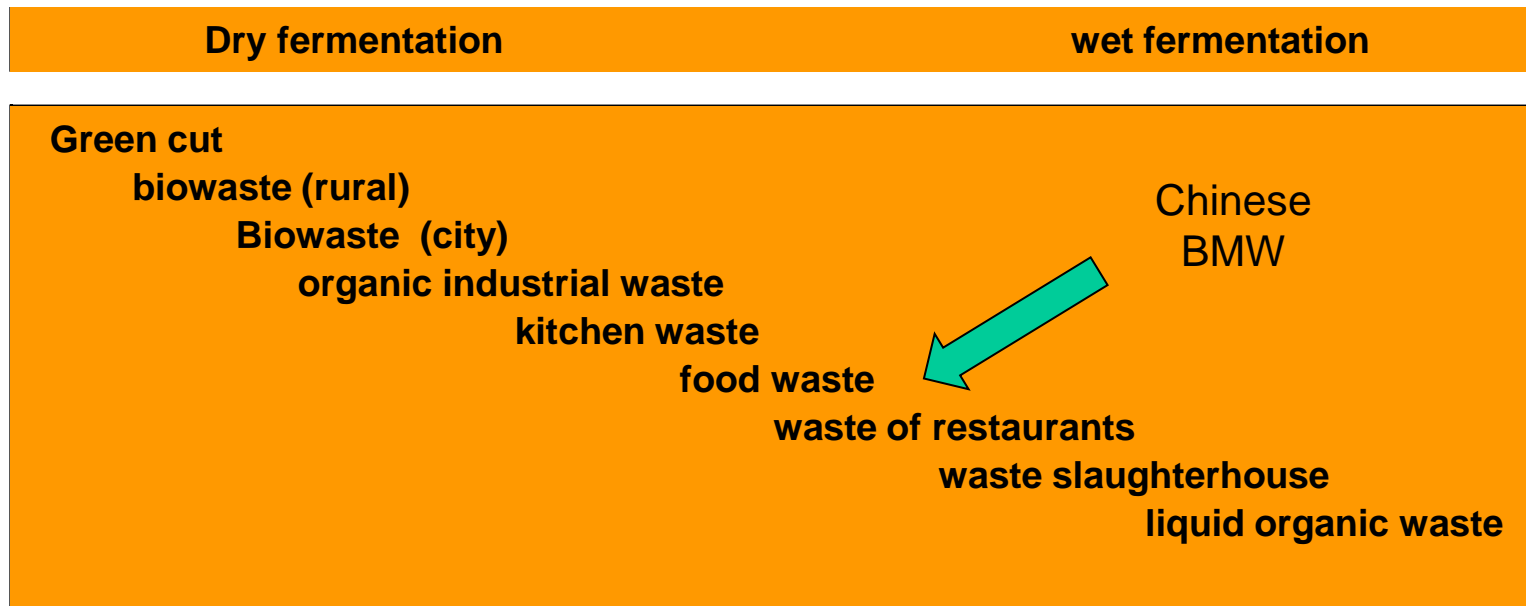 Dry fermentation wet fermentation
Green cut
biowaste (rural)
Biowaste (city)
organic industrial waste
kitchen waste
food waste
waste of restaurants
waste slaughterhouse
liquid organic waste
Chinese
BMW